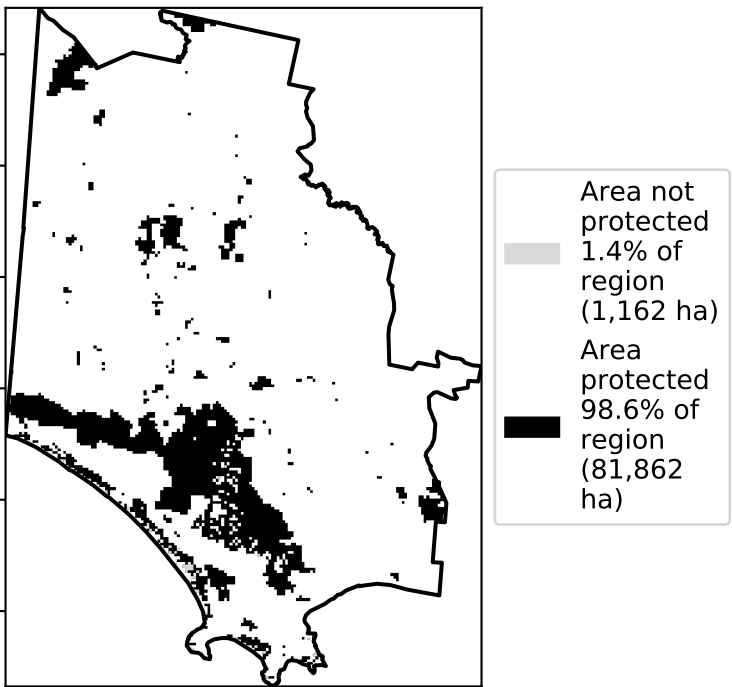 Area not
protected
1.4% of
region
(1,162 ha)
Area
protected
98.6% of
region
(81,862
ha)